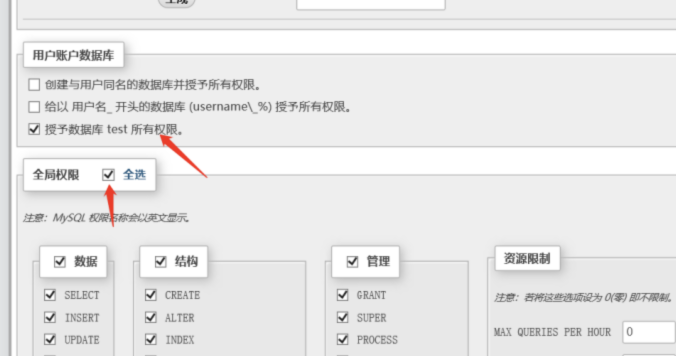 生成
用户账户数据库
创建与用户同名的数据库并授予所有权限。
给以 用户名_ 开头的数据库 (username\_%) 授予所有权限。
授予数据库 test 所有权限。
全局权限 全选
注意：MySQL 权限名称会以英文显示。
数据 结构 管理 资源限制
SELECT CREATE GRANT 注意：若将这些选项设为 0(零) 即不限制。
INSERT ALTER SUPER
UPDATE INDEX PROCESS MAX QUERIES PER HOUR 0